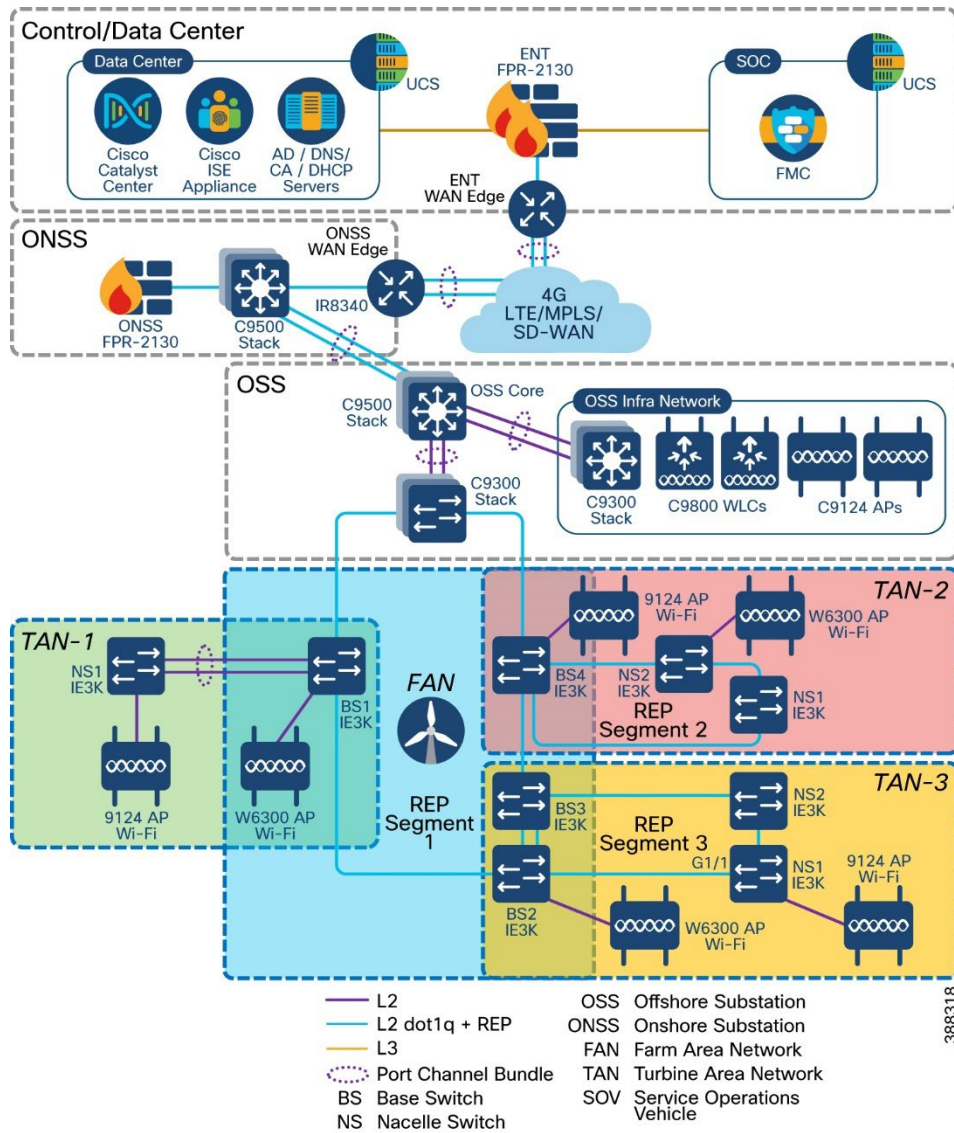 Control/Data Center
Data Center
UCS
Cisco
Catalyst
Center
Cisco
ISE
Appliance
AD / DNS/
CA / DHCP
Servers
ENT
FPR-2130
SOC
UCS
FMC
ENT
WAN Edge
ONSS
ONSS
WAN Edge
ONSS
FPR-2130
C9500
Stack
IR8340
4G
LTE/MPLS/
SD-WAN
OSS
C9500
Stack
OSS Core
OSS Infra Network
C9300
Stack
C9800 WLCs
C9124 APs
C9300
Stack
TAN-1
NS1
IE3K
BS1
IE3K
9124 AP
Wi-Fi
W6300 AP
Wi-Fi
FAN
REP
Segment
1
TAN-2
9124 AP
Wi-Fi
W6300 AP
Wi-Fi
BS4
IE3K
NS2
IE3K
NS1
IE3K
REP
Segment 2
TAN-3
BS3
IE3K
REP
Segment 3
NS2
IE3K
G1/1
NS1
IE3K
9124 AP
Wi-Fi
BS2
IE3K
W6300 AP
Wi-Fi
L2
L2 dot1q + REP
L3
Port Channel Bundle
BS Base Switch
NS Nacelle Switch
OSS Offshore Substation
ONSS Onshore Substation
FAN Farm Area Network
TAN Turbine Area Network
SOV Service Operations
Vehicle
388318